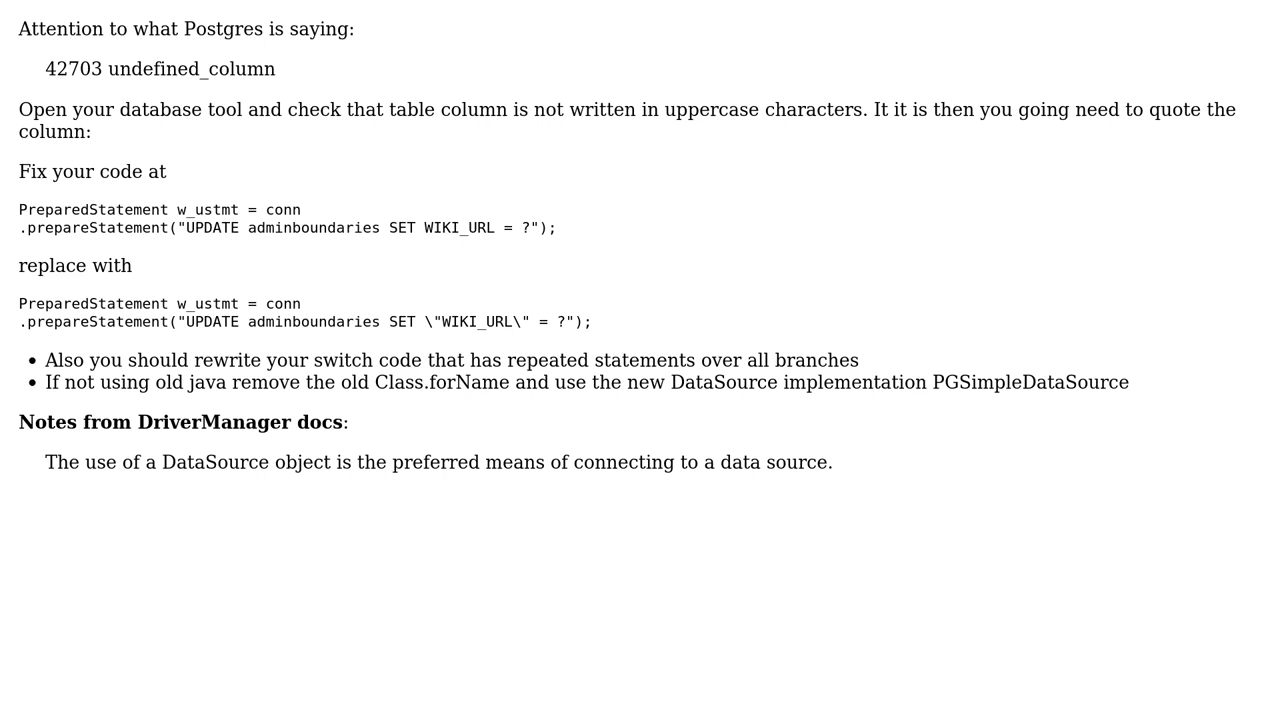 Attention to what Postgres is saying:
42703 undefined_column
Open your database tool and check that table column is not written in uppercase characters. It it is then you going need to quote the
column:
Fix your code at
PreparedStatement w_ustmt = conn
.prepareStatement("UPDATE adminboundaries SET WIKI_URL = ?");
replace with
PreparedStatement w_ustmt = conn
.prepareStatement("UPDATE adminboundaries SET \"WIKI_URL\" = ?");
• Also you should rewrite your switch code that has repeated statements over all branches
• If not using old java remove the old Class.forName and use the new DataSource implementation PGSimpleDataSource
Notes from DriverManager docs:
The use of a DataSource object is the preferred means of connecting to a data source.